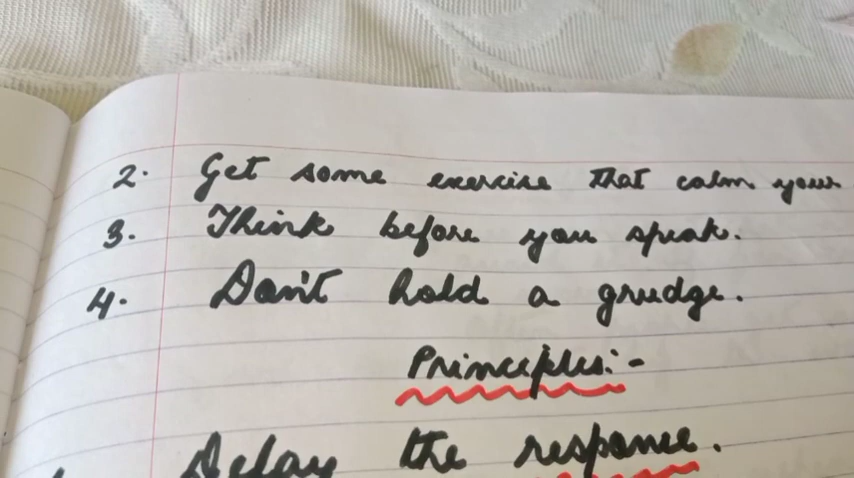 2. Get some exercise that calm your
3. Think before you speak.
4. Don't hold a grudge.
Principles:-
Delay the response.